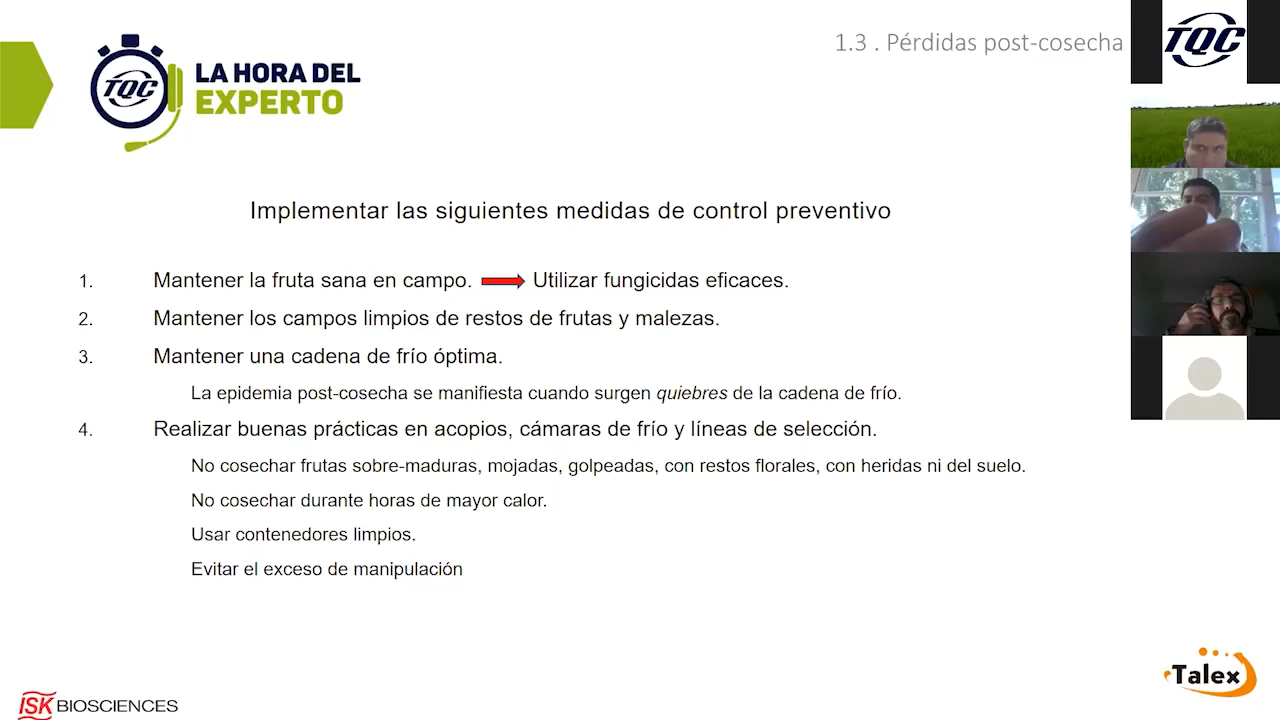 1.3 . Pérdidas post-cosecha
TQC
TQC
LA HORA DEL
EXPERTO
Implementar las siguientes medidas de control preventivo
1. Mantener la fruta sana en campo. Utilizar fungicidas eficaces.
2. Mantener los campos limpios de restos de frutas y malezas.
3. Mantener una cadena de frío óptima.
La epidemia post-cosecha se manifiesta cuando surgen quiebres de la cadena de frío.
4. Realizar buenas prácticas en acopios, cámaras de frío y líneas de selección.
No cosechar frutas sobre-maduras, mojadas, golpeadas, con restos florales, con heridas ni del suelo.
No cosechar durante horas de mayor calor.
Usar contenedores limpios.
Evitar el exceso de manipulación
Talex
ISK BIOSCIENCES